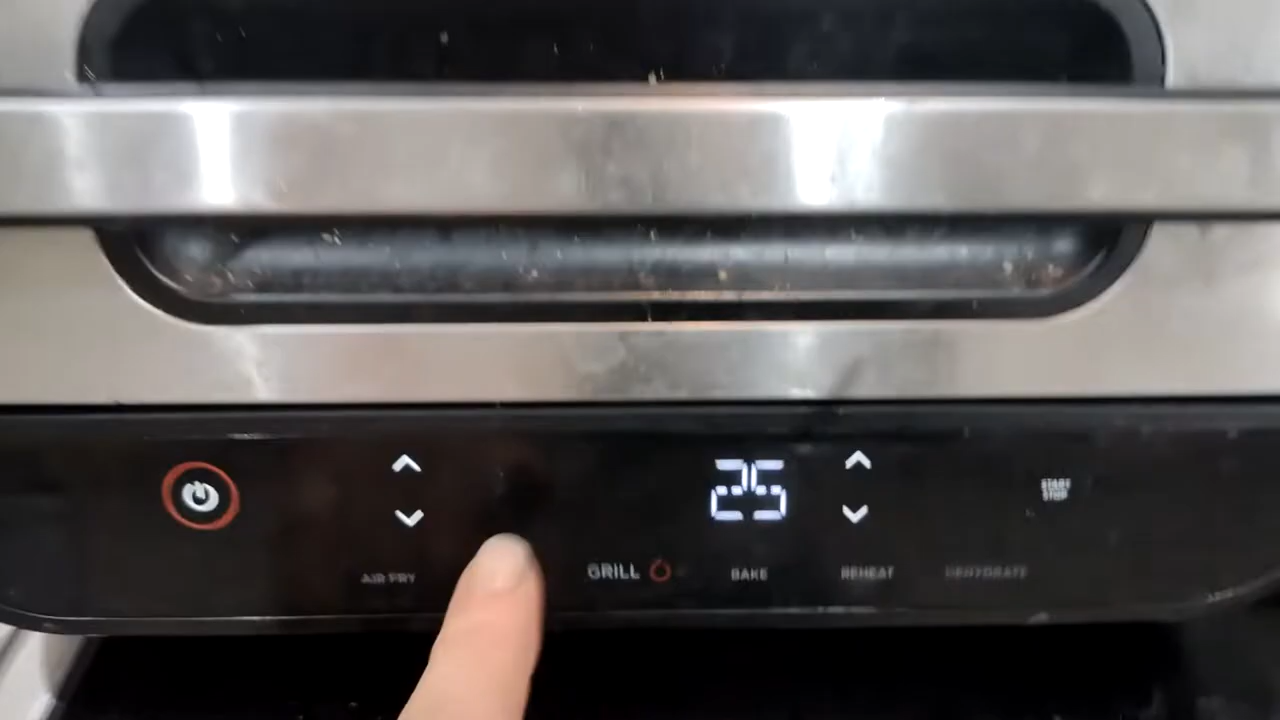 25
START
STOP
AIR FRY
GRILL
BAKE
REHEAT
DEHYDRATE